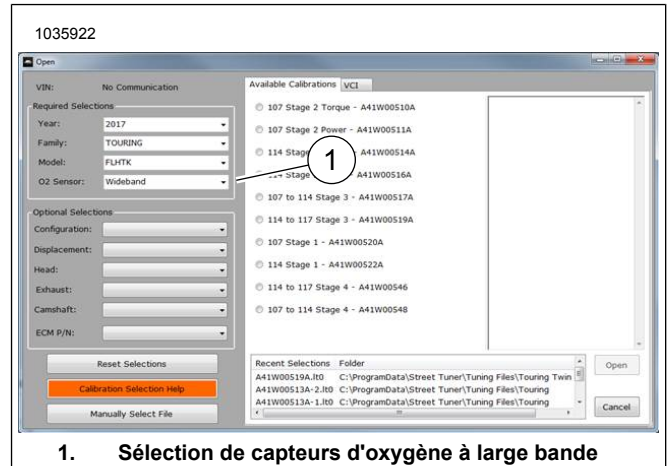 1035922
Open
VIN: No Communication
Required Selections
Year: 2017
Family: TOURING
Model: FLHTK
O2 Sensor: Wideband
Optional Selections
Configuration:
Displacement:
Head:
Exhaust:
Camshaft:
ECM P/N:
Reset Selections
Calibration Selection Help
Manually Select File
Available Calibrations VCI
107 Stage 2 Torque - A41W00510A
107 Stage 2 Power - A41W00511A
114 Stage A41W00514A
Stage A41W00516A
107 to 114 Stage 3 - A41W00517A
114 to 117 Stage 3 - A41W00519A
107 Stage 1 - A41W00520A
114 Stage 1 - A41W00522A
114 to 117 Stage 4 - A41W00546
107 to 114 Stage 4 - A41W00548
1
Recent Selections Folder
A41W00519A.lt0 C:\ProgramData\Street Tuner\Tuning Files\Touring Twin
A41W00513A-2.lt0 C:\ProgramData\Street Tuner\Tuning Files\Touring
A41W00513A-1.lt0 C:\ProgramData\Street Tuner\Tuning Files\Touring
Open
Cancel
1. Sélection de capteurs d'oxygène à large bande